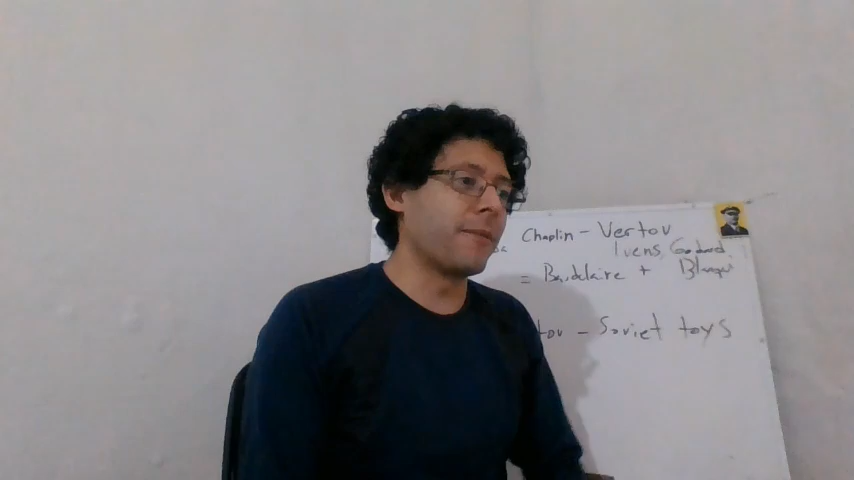 Chaplin - Vertov
Ivens, Godard
= Baudelaire + Blanqui
tov - Soviet toys